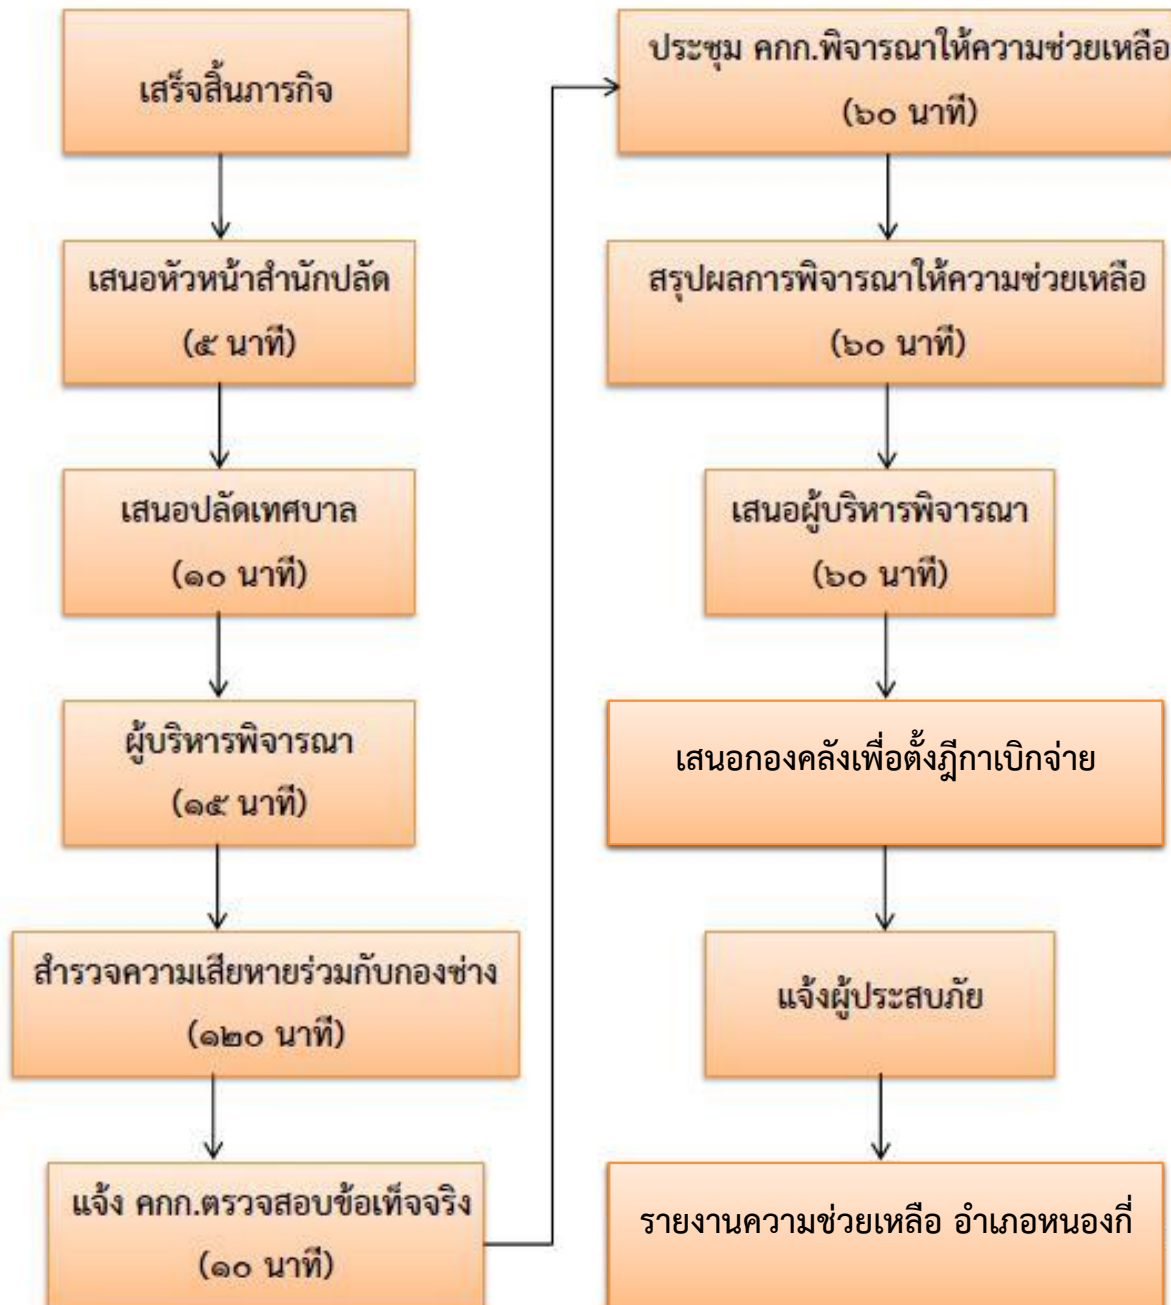 เสร็จสิ้นภารกิจ
เสนอหัวหน้าสำนักปลัด
(๕ นาที)
เสนอปลัดเทศบาล
(๑๐ นาที)
ผู้บริหารพิจารณา
(๑๕ นาที)
สำรวจความเสียหายร่วมกับกองช่าง
(๑๒๐ นาที)
แจ้ง คกก.ตรวจสอบข้อเท็จจริง
(๑๐ นาที)
ประชุม คกก.พิจารณาให้ความช่วยเหลือ
(๖๐ นาที)
สรุปผลการพิจารณาให้ความช่วยเหลือ
(๖๐ นาที)
เสนอผู้บริหารพิจารณา
(๖๐ นาที)
เสนอกองคลังเพื่อตั้งฎีกาเบิกจ่าย
แจ้งผู้ประสบภัย
รายงานความช่วยเหลือ อำเภอหนองกี่